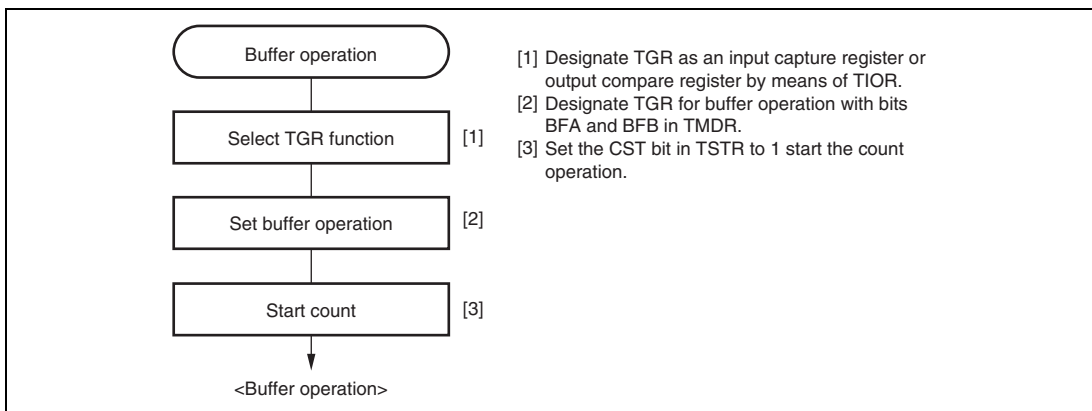 Buffer operation
Select TGR function
[1]
Set buffer operation
[2]
Start count
[3]
<Buffer operation>
[1] Designate TGR as an input capture register or
output compare register by means of TIOR.
[2] Designate TGR for buffer operation with bits
BFA and BFB in TMDR.
[3] Set the CST bit in TSTR to 1 start the count
operation.